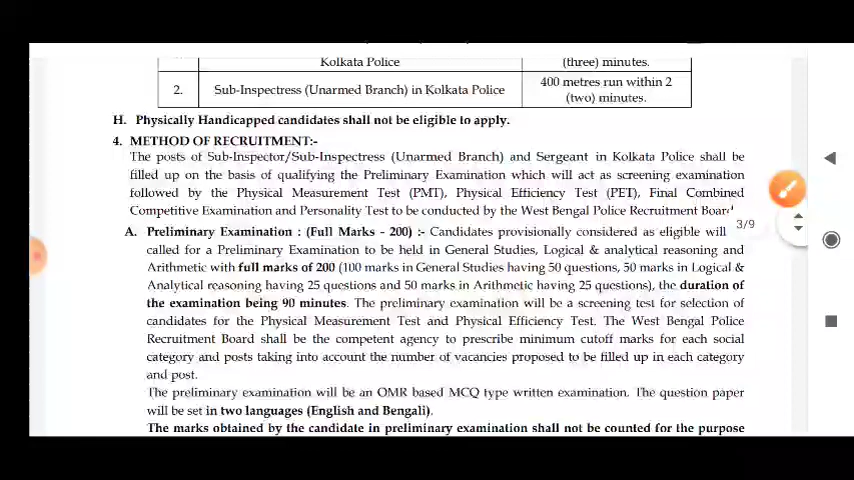 Kolkata Police
(three) minutes.
2.
Sub-Inspectress (Unarmed Branch) in Kolkata Police
400 metres run within 2
(two) minutes.
H. Physically Handicapped candidates shall not be eligible to apply.
4. METHOD OF RECRUITMENT:-
The posts of Sub-Inspector/Sub-Inspectress (Unarmed Branch) and Sergeant in Kolkata Police shall be
filled up on the basis of qualifying the Preliminary Examination which will act as screening examination
followed by the Physical Measurement Test (PMT), Physical Efficiency Test (PET), Final Combined
Competitive Examination and Personality Test to be conducted by the West Bengal Police Recruitment Board
3/9
A. Preliminary Examination : (Full Marks - 200) :- Candidates provisionally considered as eligible will
called for a Preliminary Examination to be held in General Studies, Logical & analytical reasoning and
Arithmetic with full marks of 200 (100 marks in General Studies having 50 questions, 50 marks in Logical &
Analytical reasoning having 25 questions and 50 marks in Arithmetic having 25 questions), the duration of
the examination being 90 minutes. The preliminary examination will be a screening test for selection of
candidates for the Physical Measurement Test and Physical Efficiency Test. The West Bengal Police
Recruitment Board shall be the competent agency to prescribe minimum cutoff marks for each social
category and posts taking into account the number of vacancies proposed to be filled up in each category
and post.
The preliminary examination will be an OMR based MCQ type written examination. The question paper
will be set in two languages (English and Bengali).
The marks obtained by the candidate in preliminary examination shall not be counted for the purpose